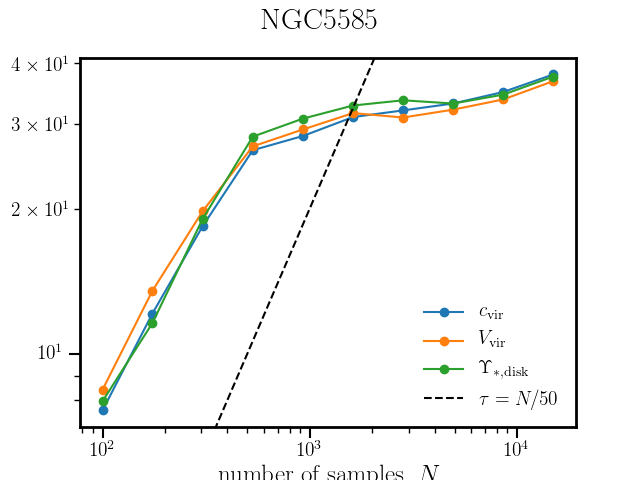 NGC5585
4 × 10¹
3 × 10¹
2 × 10¹
10¹
c_vir
V_vir
Υ_*,disk
τ = N/50
10² 10³ 10⁴
number of samples, N